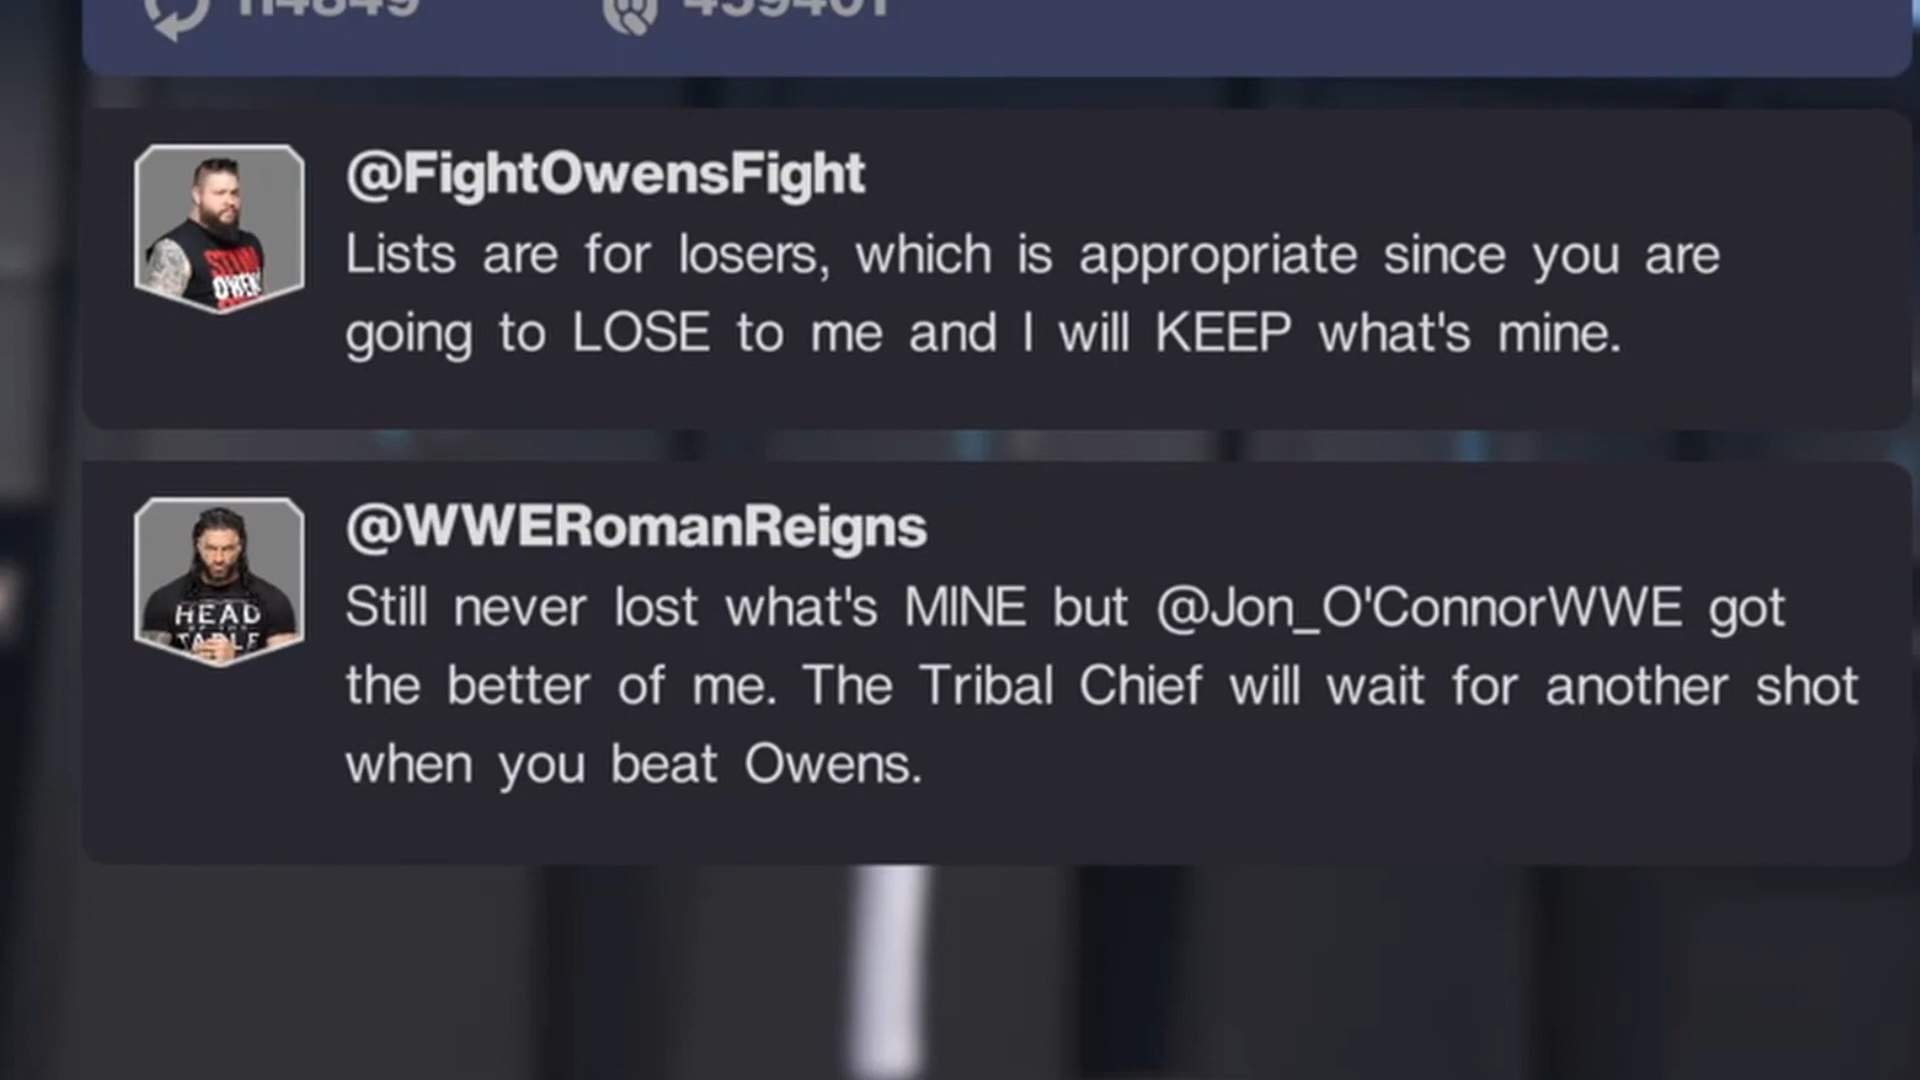 @FightOwensFight
Lists are for losers, which is appropriate since you are
going to LOSE to me and I will KEEP what's mine.
@WWERomanReigns
HEAD
Still never lost what's MINE but @Jon_O'ConnorWWE got
the better of me. The Tribal Chief will wait for another shot
when you beat Owens.